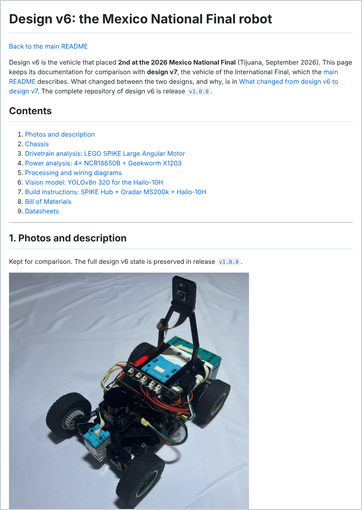 Design v6: the Mexico National Final robot
Back to the main README
Design v6 is the vehicle that placed 2nd at the 2026 Mexico National Final (Tijuana, September 2026). This page
keeps its documentation for comparison with design v7, the vehicle of the International Final, which the main
README describes. What changed between the two designs, and why, is in What changed from design v6 to
design v7. The complete repository of design v6 is release v1.0.0.
Contents
1. Photos and description
2. Chassis
3. Drivetrain analysis: LEGO SPIKE Large Angular Motor
4. Power analysis: 4× NCR18650B + Geekworm X1203
5. Processing and wiring diagrams
6. Vision model: YOLOv8n 320 for the Hailo-10H
7. Build instructions: SPIKE Hub + Oradar MS200k + Hailo-10H
8. Bill of Materials
9. Datasheets
1. Photos and description
Kept for comparison. The full design v6 state is preserved in release v1.0.0.